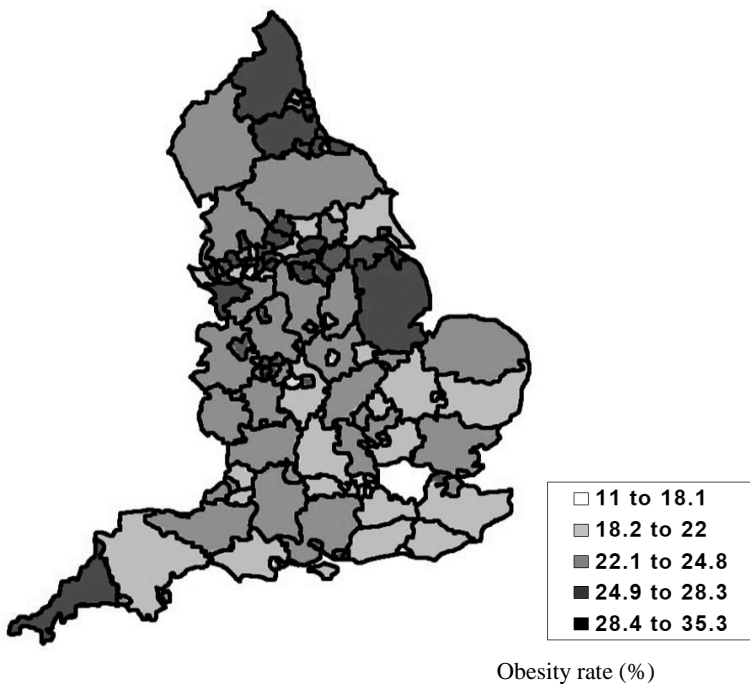 11 to 18.1
18.2 to 22
22.1 to 24.8
24.9 to 28.3
28.4 to 35.3
Obesity rate (%)